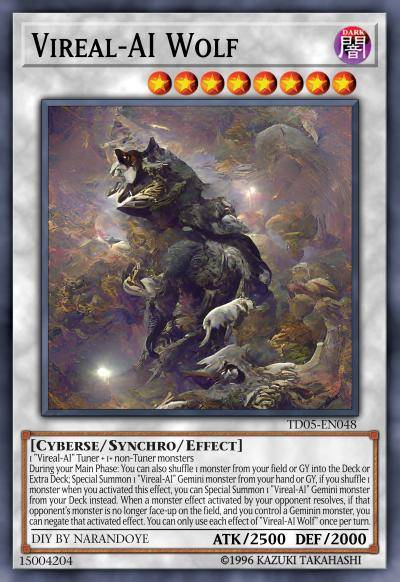 Vireal-AI Wolf
DARK
闇
TD05-EN048
[Cyberse/Synchro/Effect]
1 "Vireal-AI" Tuner + 1+ non-Tuner monsters
During your Main Phase: You can also shuffle 1 monster from your field or GY into the Deck or
Extra Deck; Special Summon 1 "Vireal-AI" Gemini monster from your hand or GY, if you shuffle 1
monster when you activated this effect, you can Special Summon 1 "Vireal-AI" Gemini monster
from your Deck instead. When a monster effect activated by your opponent resolves, if that
opponent's monster is no longer face-up on the field, and you control a Geminin monster, you
can negate that activated effect. You can only use each effect of "Vireal-AI Wolf" once per turn.
DIY BY NARANDOYE
ATK/2500 DEF/2000
15004204
©1996 KAZUKI TAKAHASHI